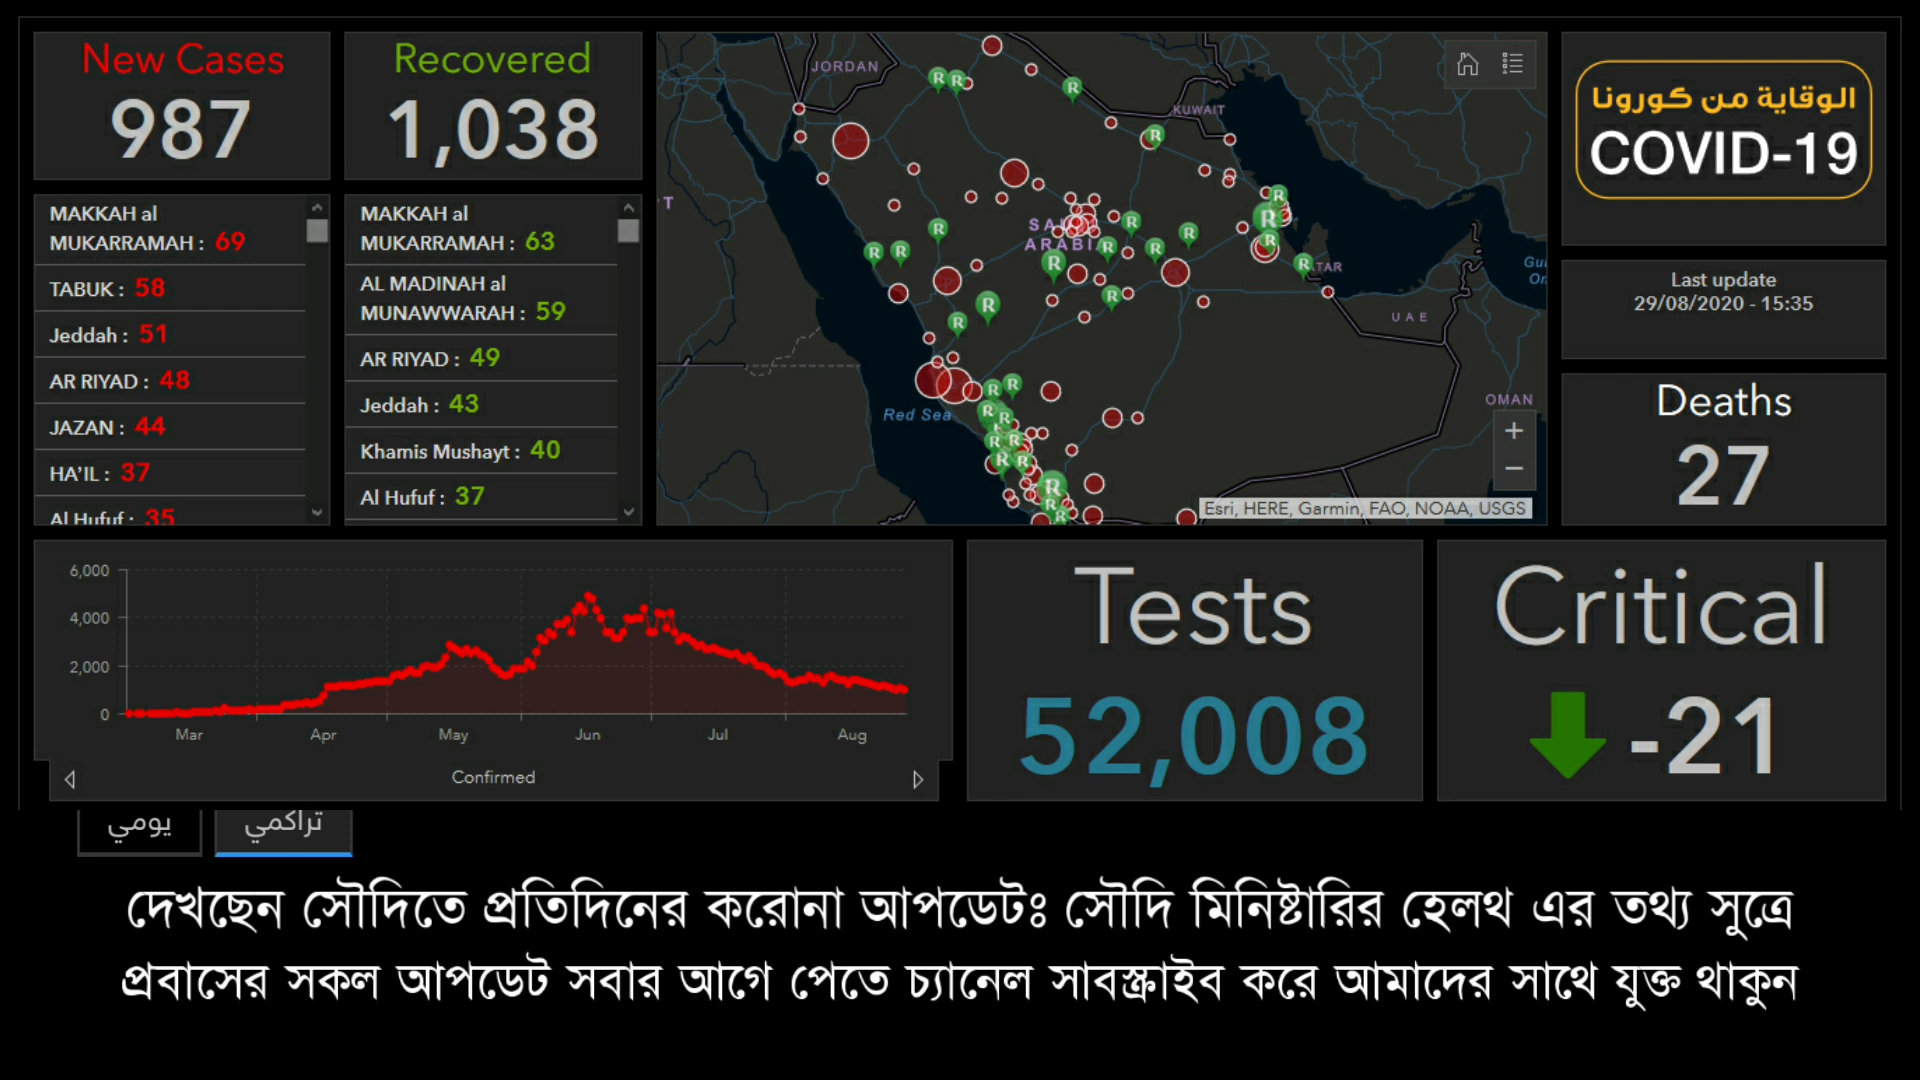 New Cases
987
Recovered
1,038
MAKKAH al
MUKARRAMAH : 69
TABUK : 58
Jeddah : 51
AR RIYAD : 48
JAZAN : 44
HA'IL : 37
Al Hufuf : 35
MAKKAH al
MUKARRAMAH : 63
AL MADINAH al
MUNAWWARAH : 59
AR RIYAD : 49
Jeddah : 43
Khamis Mushayt : 40
Al Hufuf : 37
JORDAN
KUWAIT
T
UAE
OMAN
Red Sea
Esri, HERE, Garmin, FAO, NOAA, USGS
الوقاية من كورونا
COVID-19
Last update
29/08/2020 - 15:35
Deaths
27
6,000
4,000
2,000
0
Mar Apr May Jun Jul Aug
Confirmed
Tests
52,008
Critical
-21
يومي
تراكمي
দেখছেন সৌদিতে প্রতিদিনের করোনা আপডেটঃ সৌদি মিনিষ্টারির হেলথ এর তথ্য সুত্রে
প্রবাসের সকল আপডেট সবার আগে পেতে চ্যানেল সাবস্ক্রাইব করে আমাদের সাথে যুক্ত থাকুন